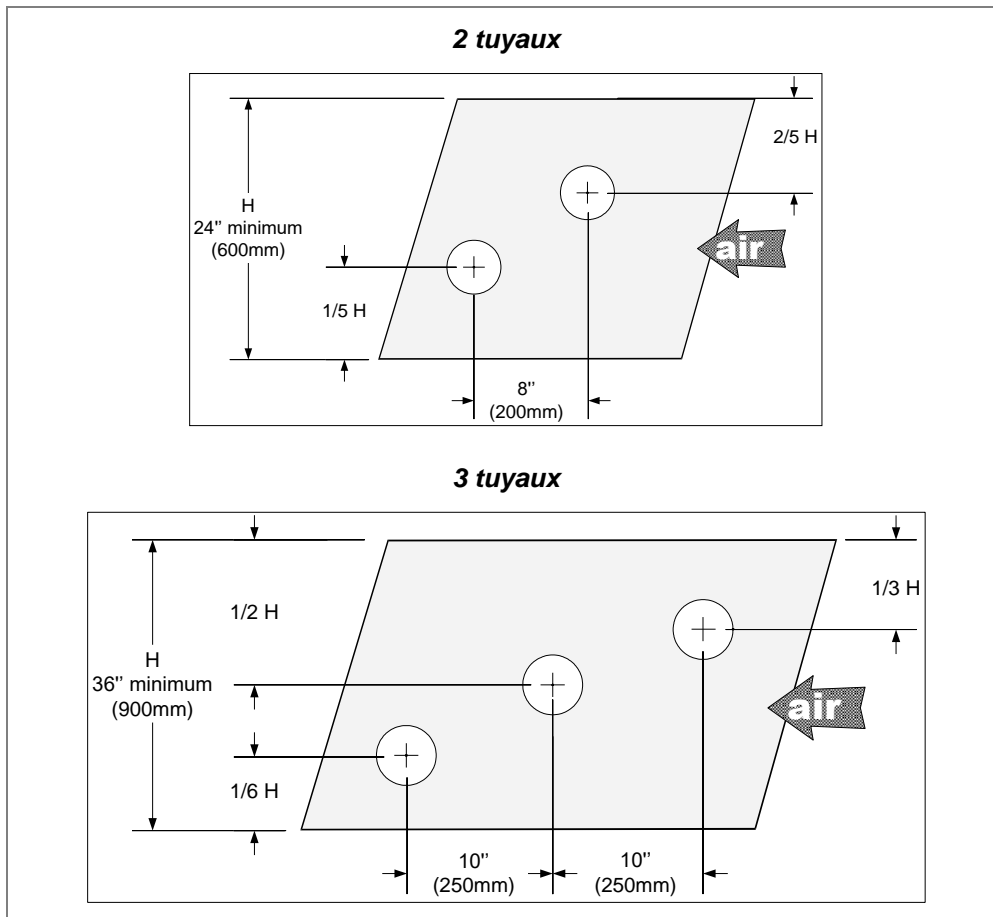 2 tuyaux
2/5 H
H
24" minimum
(600mm)
air
1/5 H
8"
(200mm)
3 tuyaux
1/2 H
1/3 H
H
36" minimum
(900mm)
air
1/6 H
10"
(250mm)
10"
(250mm)